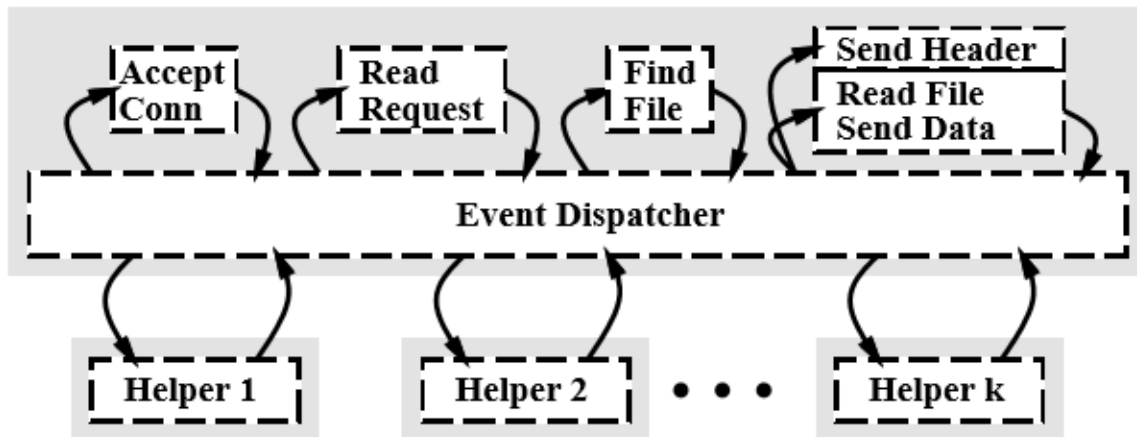 Accept
Conn
Read
Request
Find
File
Send Header
Read File
Send Data
Event Dispatcher
Helper 1
Helper 2
Helper k